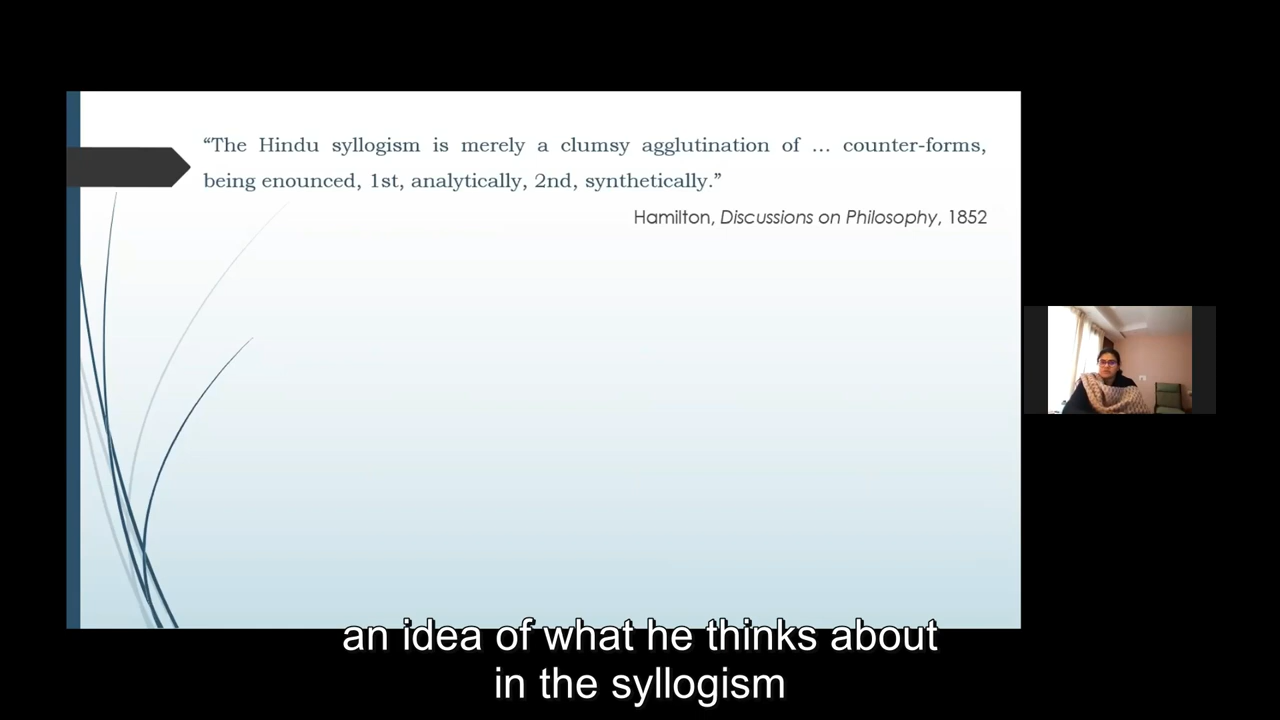 “The Hindu syllogism is merely a clumsy agglutination of … counter-forms,
being enounced, 1st, analytically, 2nd, synthetically.”
Hamilton, Discussions on Philosophy, 1852
an idea of what he thinks about
in the syllogism